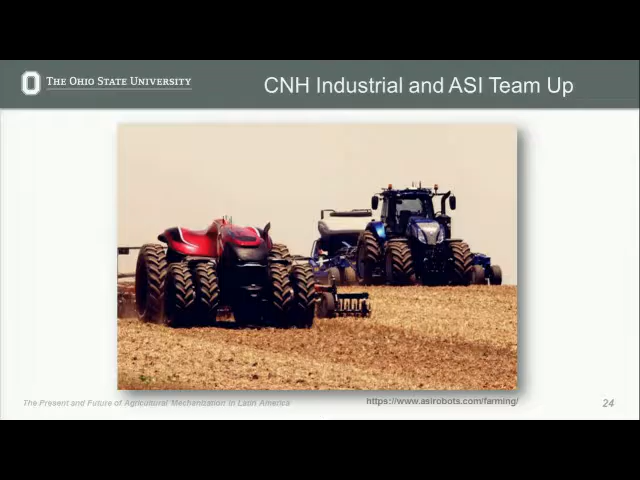 THE OHIO STATE UNIVERSITY
CNH Industrial and ASI Team Up
The Present and Future of Agricultural Mechanization in Latin America
https://www.asirobots.com/farming/
24